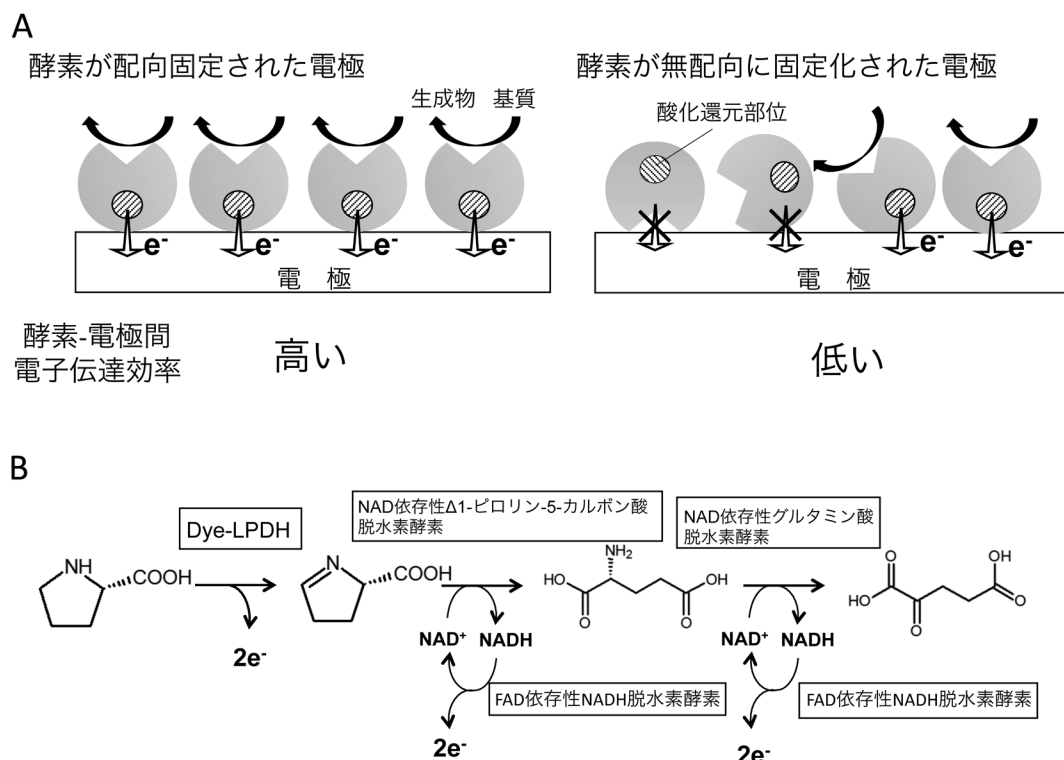 A
酵素が配向固定された電極
生成物 基質
e-
e-
e-
e-
電 極
酵素が無配向に固定化された電極
酸化還元部位
e-
e-
電 極
酵素-電極間
電子伝達効率
高い
低い
B
Dye-LPDH
NAD依存性Δ1-ピロリン-5-カルボン酸
脱水素酵素
NAD依存性グルタミン酸
脱水素酵素
NH
COOH
2e-
N
COOH
NAD+
NADH
FAD依存性NADH脱水素酵素
2e-
NH2
HO
O
OH
O
NAD+
NADH
FAD依存性NADH脱水素酵素
2e-
O
HO
O
OH
O